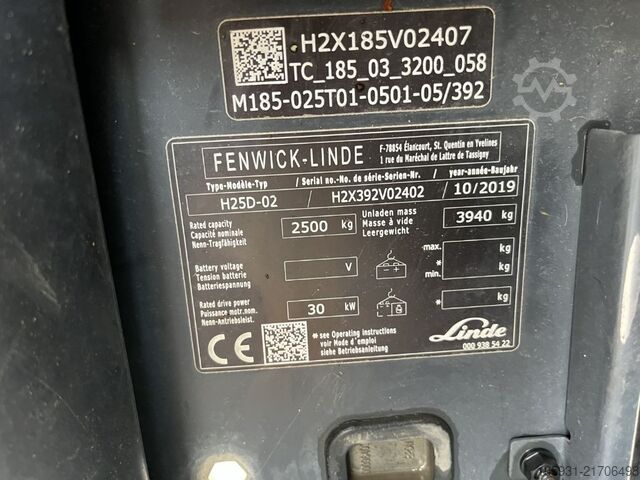 H2X185V02407
TC_185_03_3200_058
M185-025T01-0501-05/392
FENWICK-LINDE
F-78854 Élancourt, St. Quentin en Yvelines
1 rue du Maréchal de Lattre de Tassigny
Type-Modèle-Typ / Serial no.-No. de série-Serien-Nr. / year-année-Baujahr
H25D-02 / H2X392V02402 / 10/2019
Rated capacity
Capacité nominale
Nenn-Tragfähigkeit
2500 kg
Unladen mass
Masse à vide
Leergewicht
3940 kg
Battery voltage
Tension batterie
Batteriespannung
V
- +
max. kg
*
min. kg
Rated drive power
Puissance motr.nom.
Nenn-Antriebsleist.
30 kW
* kg
CE
* see Operating instructions
voir Mode d'emploi
siehe Betriebsanleitung
Linde
000 938 54 22
-21706498